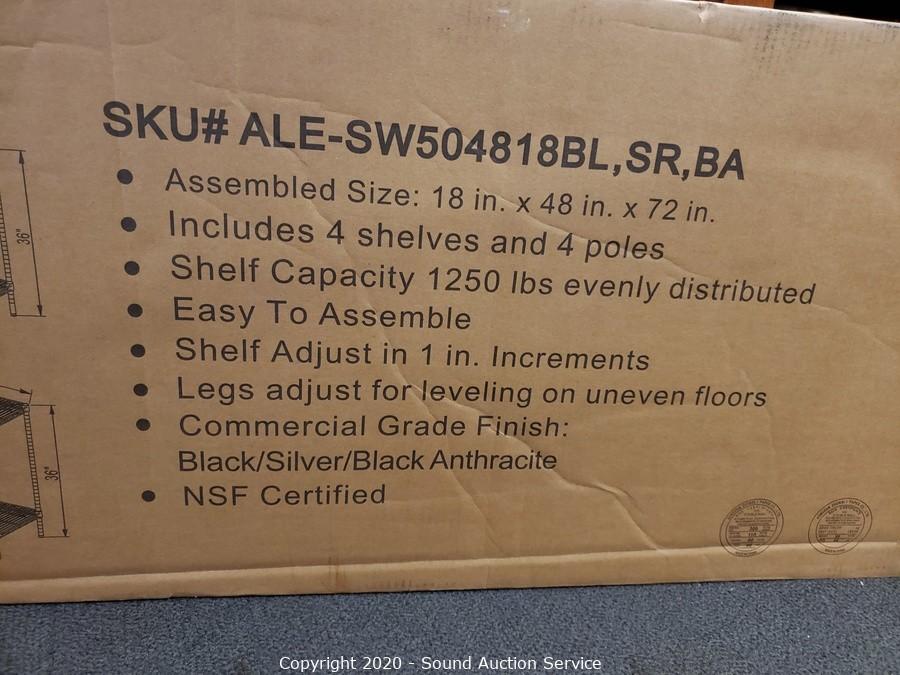 SKU# ALE-SW504818BL,SR,BA
• Assembled Size: 18 in. x 48 in. x 72 in.
• Includes 4 shelves and 4 poles
• Shelf Capacity 1250 lbs evenly distributed
• Easy To Assemble
• Shelf Adjust in 1 in. Increments
• Legs adjust for leveling on uneven floors
• Commercial Grade Finish:
Black/Silver/Black Anthracite
• NSF Certified
36"
36"
Copyright 2020 - Sound Auction Service